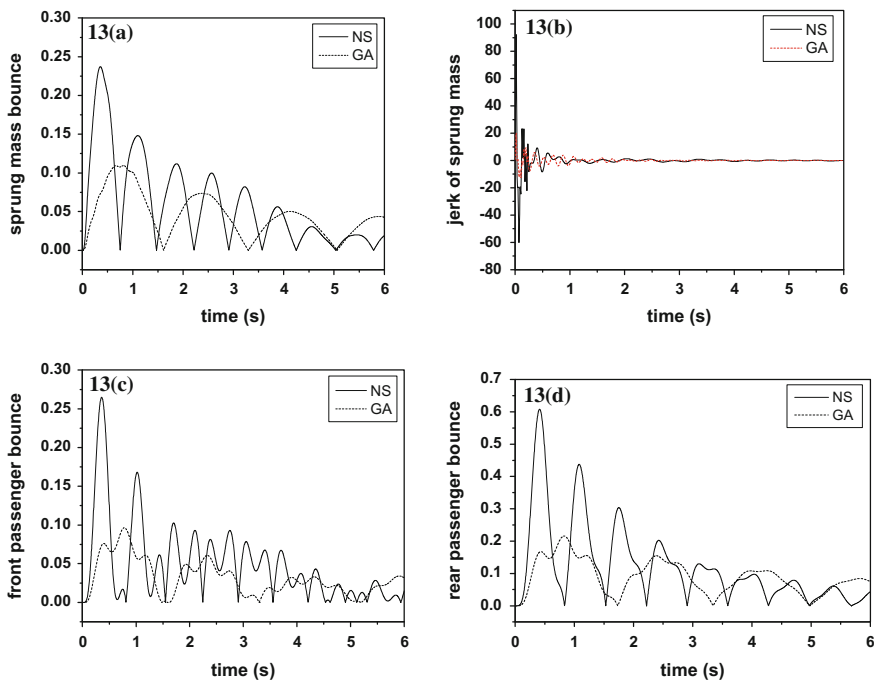 13(a)
NS
GA
sprung mass bounce
0.30
0.25
0.20
0.15
0.10
0.05
0.00
0 1 2 3 4 5 6
time (s)
13(b)
NS
GA
jerk of sprung mass
100
80
60
40
20
0
-20
-40
-60
-80
0 1 2 3 4 5 6
time (s)
13(c)
NS
GA
front passenger bounce
0.30
0.25
0.20
0.15
0.10
0.05
0.00
0 1 2 3 4 5 6
time (s)
13(d)
NS
GA
rear passenger bounce
0.7
0.6
0.5
0.4
0.3
0.2
0.1
0.0
0 1 2 3 4 5 6
time (s)